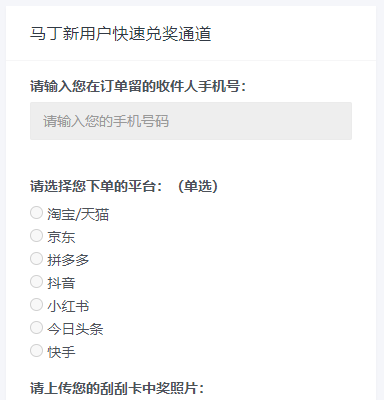 马丁新用户快速兑奖通道
请输入您在订单留的收件人手机号：
请输入您的手机号码
请选择您下单的平台：（单选）
淘宝/天猫
京东
拼多多
抖音
小红书
今日头条
快手
请上传您的刮刮卡中奖照片：